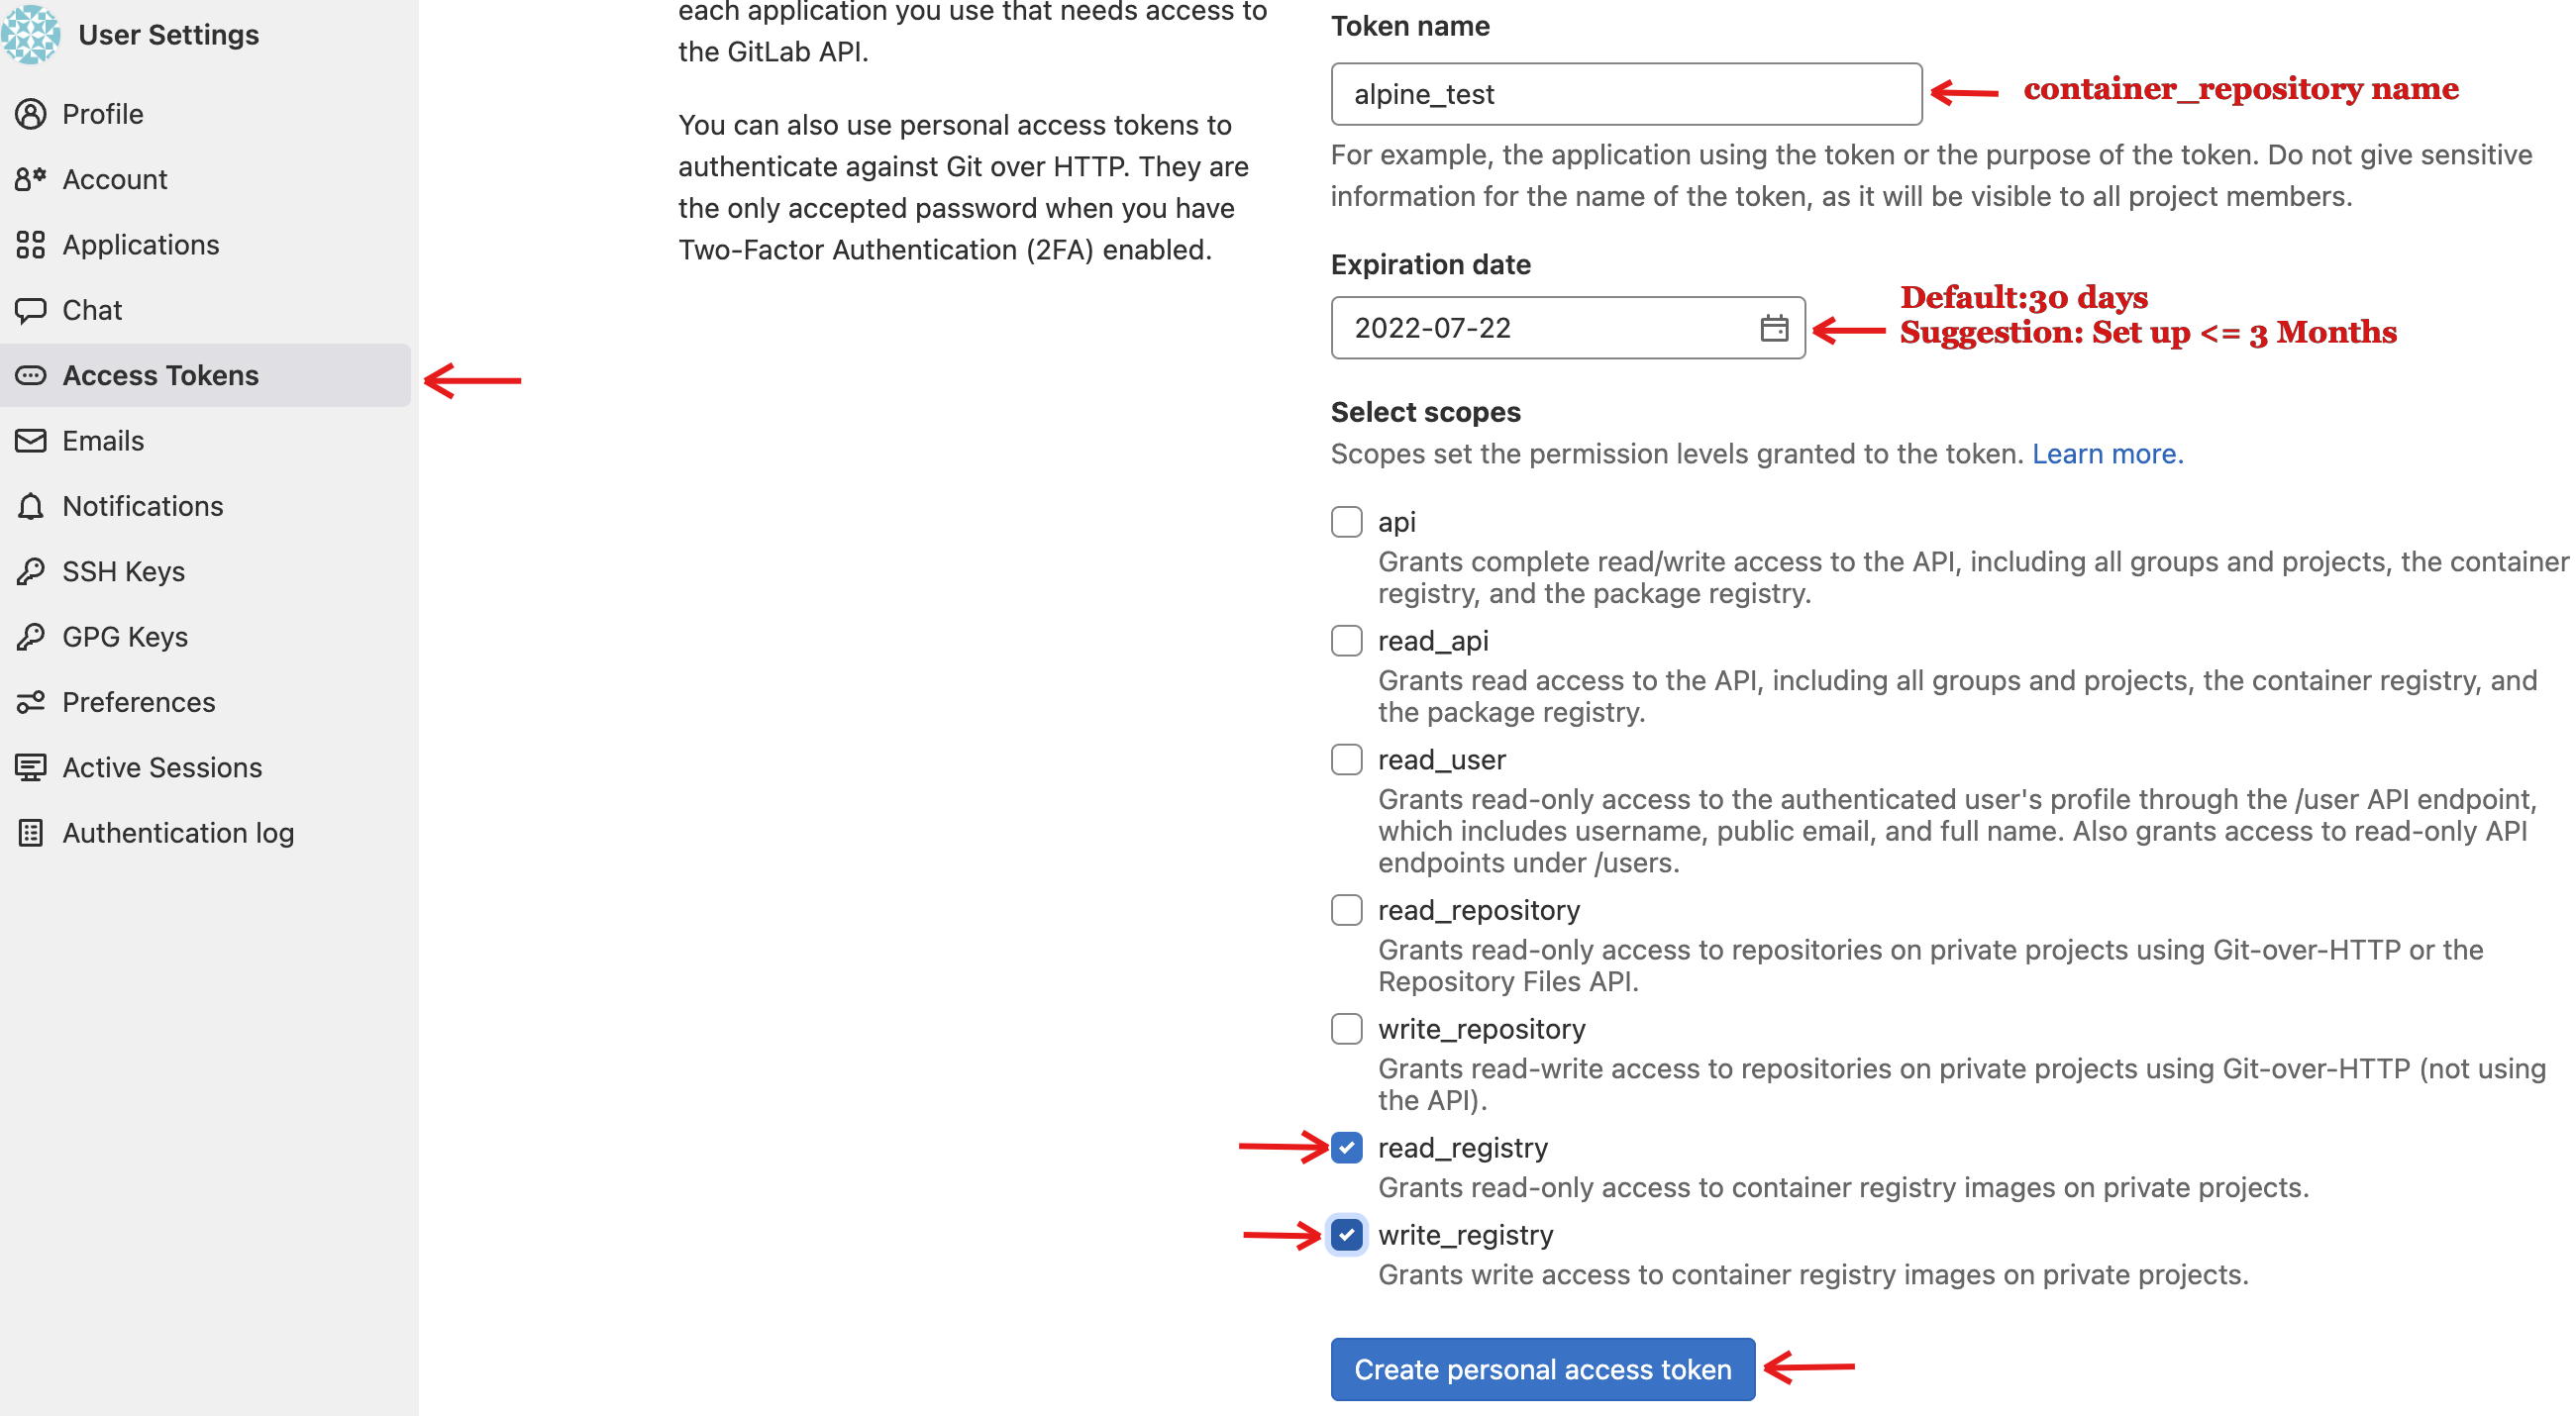 User Settings
Profile
Account
Applications
Chat
Access Tokens
Emails
Notifications
SSH Keys
GPG Keys
Preferences
Active Sessions
Authentication log
each application you use that needs access to
the GitLab API.
You can also use personal access tokens to
authenticate against Git over HTTP. They are
the only accepted password when you have
Two-Factor Authentication (2FA) enabled.
Token name
alpine_test
container_repository name
For example, the application using the token or the purpose of the token. Do not give sensitive
information for the name of the token, as it will be visible to all project members.
Expiration date
2022-07-22
Default:30 days
Suggestion: Set up <= 3 Months
Select scopes
Scopes set the permission levels granted to the token. Learn more.
api
Grants complete read/write access to the API, including all groups and projects, the container
registry, and the package registry.
read_api
Grants read access to the API, including all groups and projects, the container registry, and
the package registry.
read_user
Grants read-only access to the authenticated user's profile through the /user API endpoint,
which includes username, public email, and full name. Also grants access to read-only API
endpoints under /users.
read_repository
Grants read-only access to repositories on private projects using Git-over-HTTP or the
Repository Files API.
write_repository
Grants read-write access to repositories on private projects using Git-over-HTTP (not using
the API).
read_registry
Grants read-only access to container registry images on private projects.
write_registry
Grants write access to container registry images on private projects.
Create personal access token